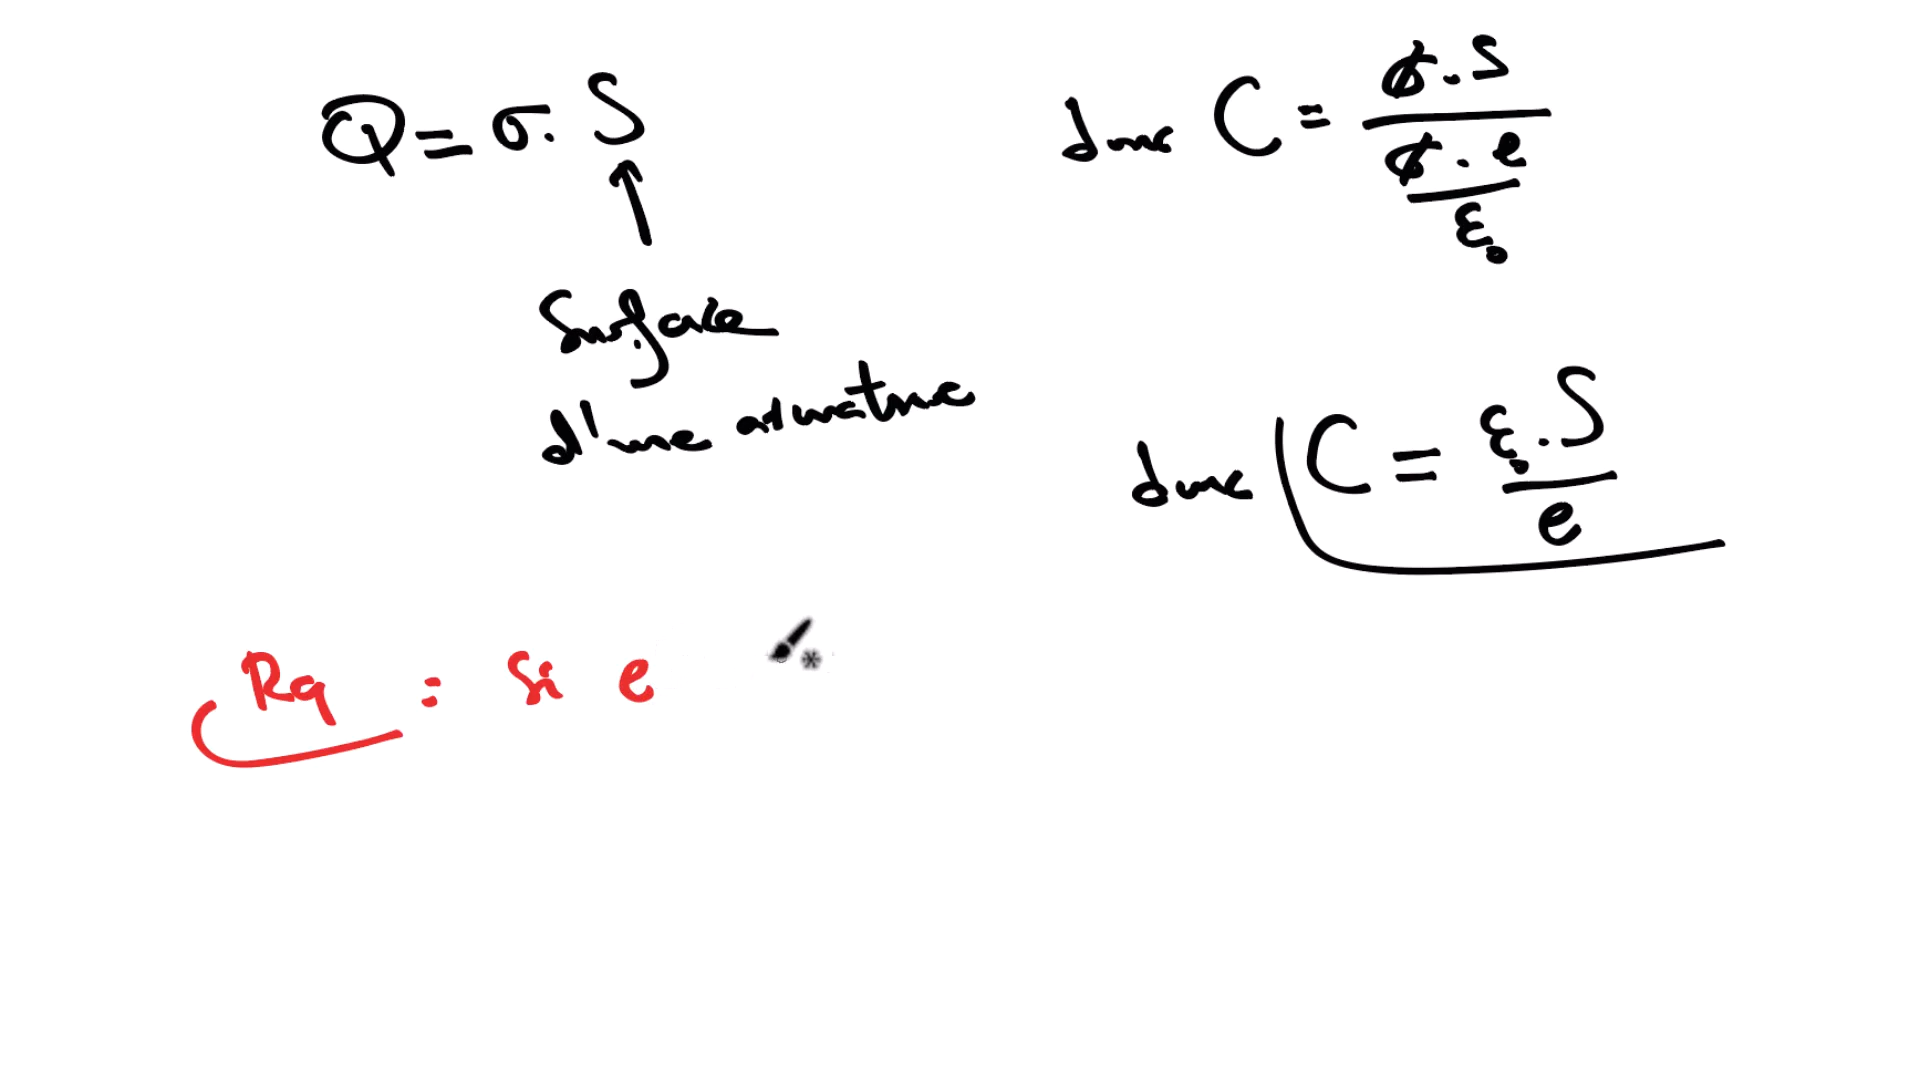 Q = σ. S
Surface
d'une armature
donc C = σ.S / (σ.e / ε₀)
donc C = ε₀.S / e
Rq : Si e